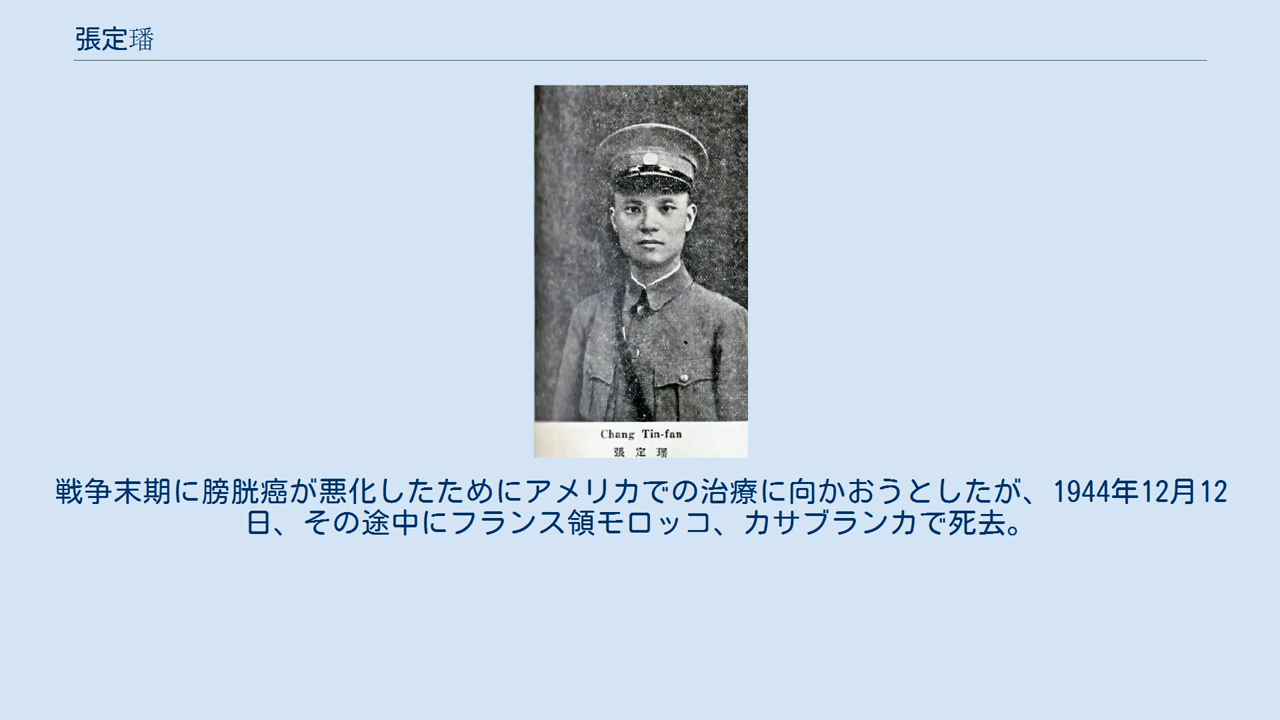 張定璠
Chang Tin-fan
張 定 璠
戦争末期に膀胱癌が悪化したためにアメリカでの治療に向かおうとしたが、1944年12月12
日、その途中にフランス領モロッコ、カサブランカで死去。